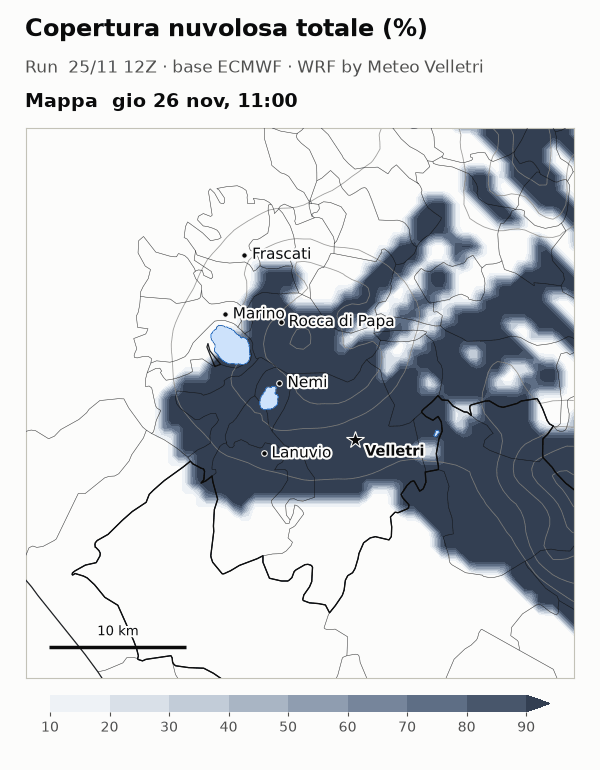 Copertura nuvolosa totale (%)
Run  25/11 12Z · base ECMWF · WRF by Meteo Velletri
Mappa  gio 26 nov, 11:00
Frascati
Marino
Rocca di Papa
Nemi
Velletri
Lanuvio
10 km
10 20 30 40 50 60 70 80 90